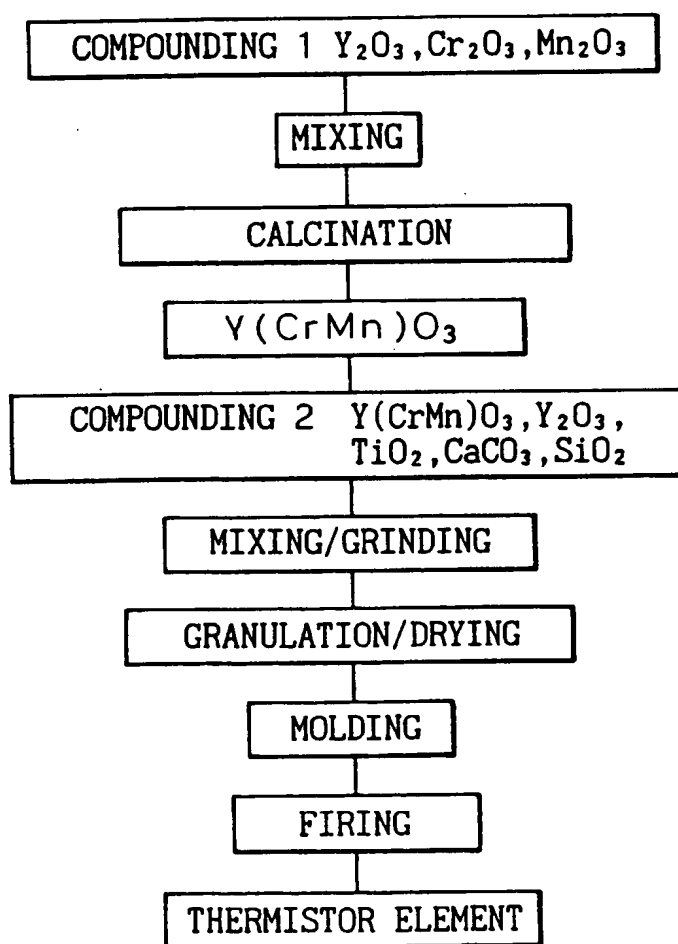 COMPOUNDING 1 Y₂O₃,Cr₂O₃,Mn₂O₃
MIXING
CALCINATION
Y(CrMn)O₃
COMPOUNDING 2 Y(CrMn)O₃,Y₂O₃,
TiO₂,CaCO₃,SiO₂
MIXING/GRINDING
GRANULATION/DRYING
MOLDING
FIRING
THERMISTOR ELEMENT